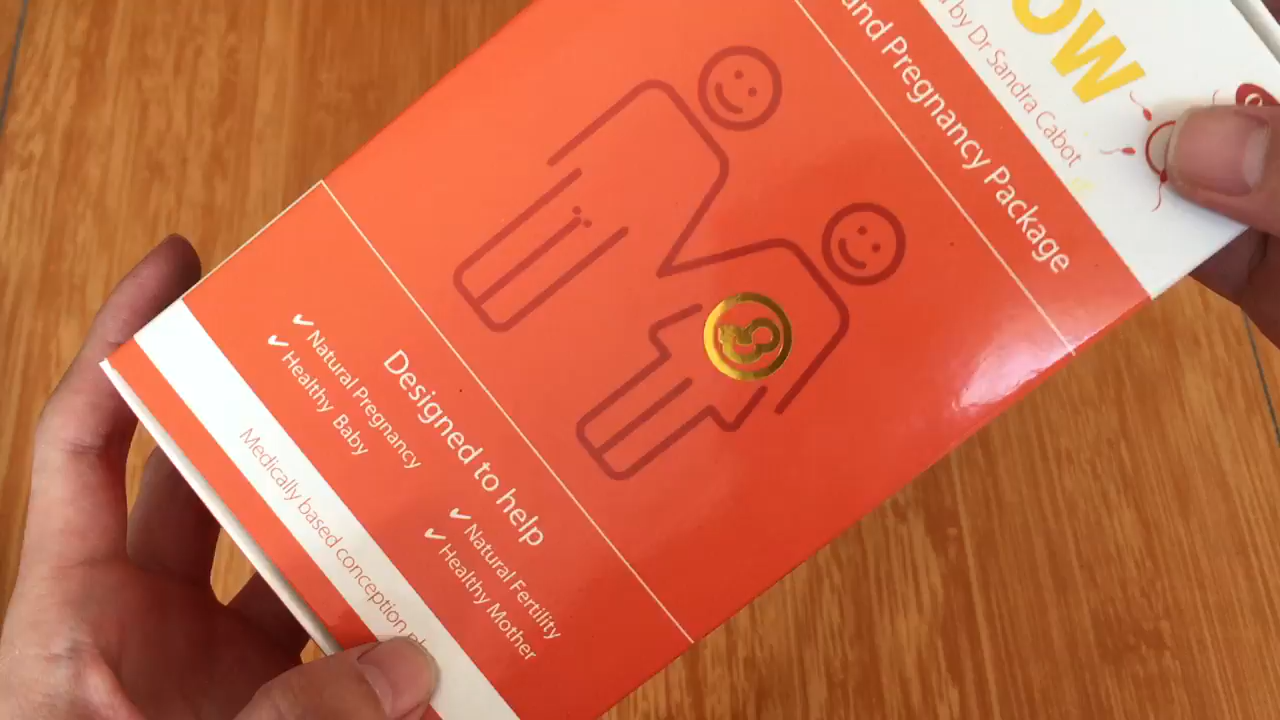 ow
by Dr Sandra Cabot
and Pregnancy Package
Designed to help
✔ Natural Pregnancy
✔ Healthy Baby
✔ Natural Fertility
✔ Healthy Mother
Medically based conception